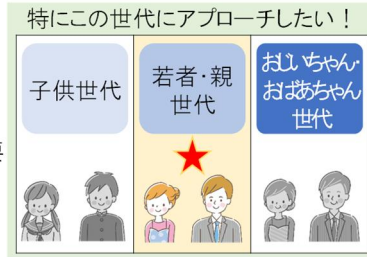 特にこの世代にアプローチしたい！
子供世代
若者・親
世代
おじいちゃん・
おばあちゃん
世代